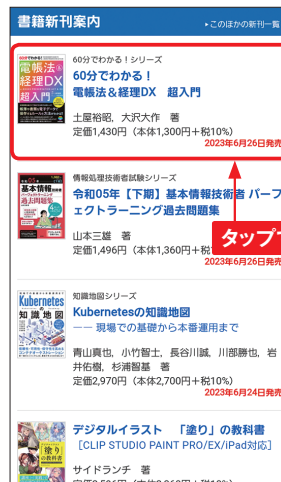 書籍新刊案内
▸このほかの新刊一覧
60分でわかる！シリーズ
60分でわかる！
電帳法＆経理DX 超入門
土屋裕昭，大沢大作 著
定価1,430円（本体1,300円＋税10%）
2023年6月26日発売
情報処理技術者試験シリーズ
令和05年【下期】基本情報技術者 パーフ
ェクトラーニング過去問題集
山本三雄 著
定価1,496円（本体1,360円＋税
タップ
2023年6月26日発売
知識地図シリーズ
Kubernetesの知識地図
―― 現場での基礎から本番運用まで
青山真也，小竹智士，長谷川誠，川部勝也，岩
井佑樹，杉浦智基 著
定価2,970円（本体2,700円＋税10%）
2023年6月24日発売
デジタルイラスト 「塗り」の教科書
［CLIP STUDIO PAINT PRO/EX/iPad対応］
サイドランチ 著